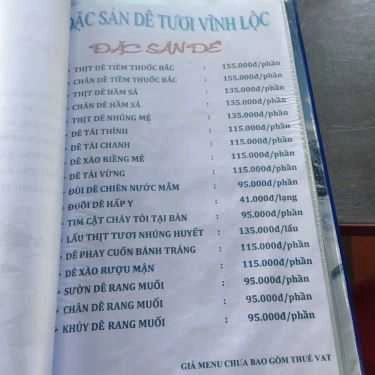 ĐẶC SẢN DÊ TƯƠI VĨNH LỘC
ĐẶC SẢN DÊ
- THỊT DÊ TIỀM THUỐC BẮC : 155.000đ/phần
- CHÂN DÊ TIỀM THUỐC BẮC : 155.000đ/phần
- THỊT DÊ HẦM SẢ : 135.000đ/phần
- CHÂN DÊ HẦM XẢ : 135.000đ/phần
- THỊT DÊ NHÚNG MẺ : 135.000đ/phần
- DÊ TÁI THÍNH : 115.000đ/phần
- DÊ TÁI CHANH : 115.000đ/phần
- DÊ XÀO RIỀNG MẺ : 115.000đ/phần
- DÊ TÁI VỪNG : 115.000đ/phần
- ĐÙI DÊ CHIÊN NƯỚC MẮM : 95.000đ/phần
- ĐUÔI DÊ HẤP Y : 41.000đ/lạng
- TIM CẬT CHÁY TỎI TẠI BÀN : 95.000đ/phần
- LẨU THỊT TƯƠI NHÚNG HUYẾT : 135.000đ/lẩu
- DÊ PHAY CUỐN BÁNH TRÁNG : 115.000đ/phần
- DÊ XÀO RƯỢU MẬN : 115.000đ/phần
- SƯỜN DÊ RANG MUỐI : 95.000đ/phần
- CHÂN DÊ RANG MUỐI : 95.000đ/phần
- KHỦY DÊ RANG MUỐI : 95.000đ/phần
GIÁ MENU CHƯA BAO GỒM THUẾ VAT